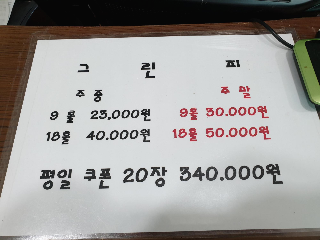 그 린 피
주 중 주 말
9 홀 23,000원 9홀 30.000원
18홀 40.000원 18홀 50.000원
평일 쿠폰 20장 340.000원